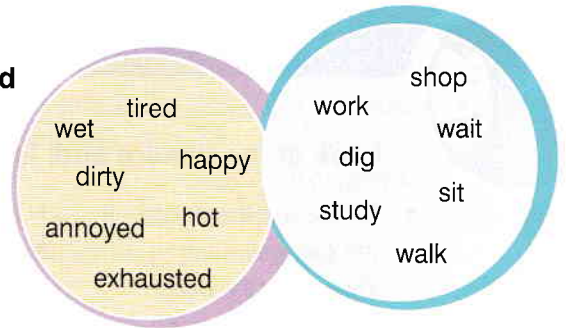 d
tired
wet
happy
dirty
hot
annoyed
exhausted
shop
work
wait
dig
sit
study
walk